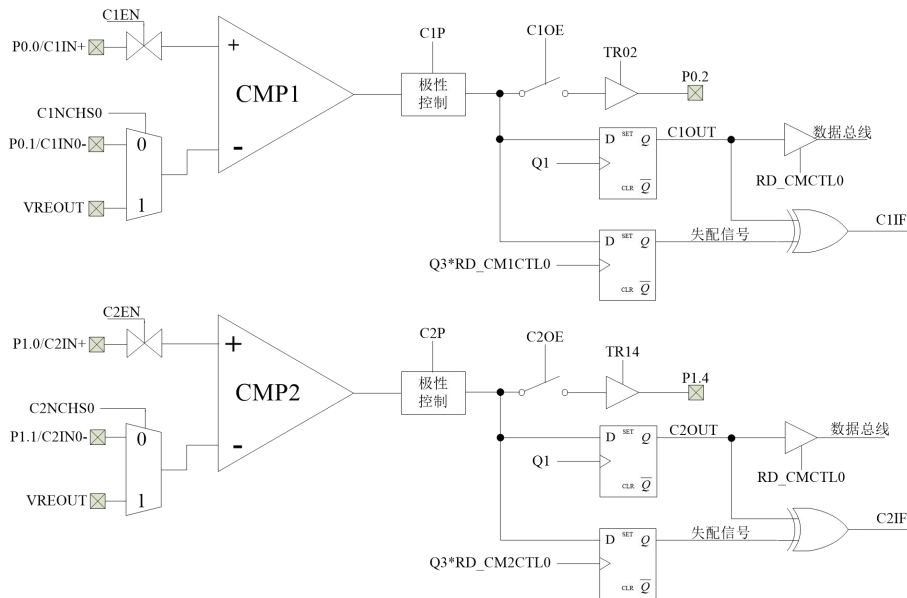 C1EN
P0.0/C1IN+
+
CMP1
-
C1NCHS0
P0.1/C1IN0-
0
VREOUT
1
C1P
极性
控制
C1OE
TR02
P0.2
D SET Q
Q1
CLR Q
C1OUT
数据总线
RD_CMCTL0
D SET Q
Q3*RD_CM1CTL0
CLR Q
失配信号
C1IF
C2EN
P1.0/C2IN+
+
CMP2
-
C2NCHS0
P1.1/C2IN0-
0
VREOUT
1
C2P
极性
控制
C2OE
TR14
P1.4
D SET Q
Q1
CLR Q
C2OUT
数据总线
RD_CMCTL0
D SET Q
Q3*RD_CM2CTL0
CLR Q
失配信号
C2IF